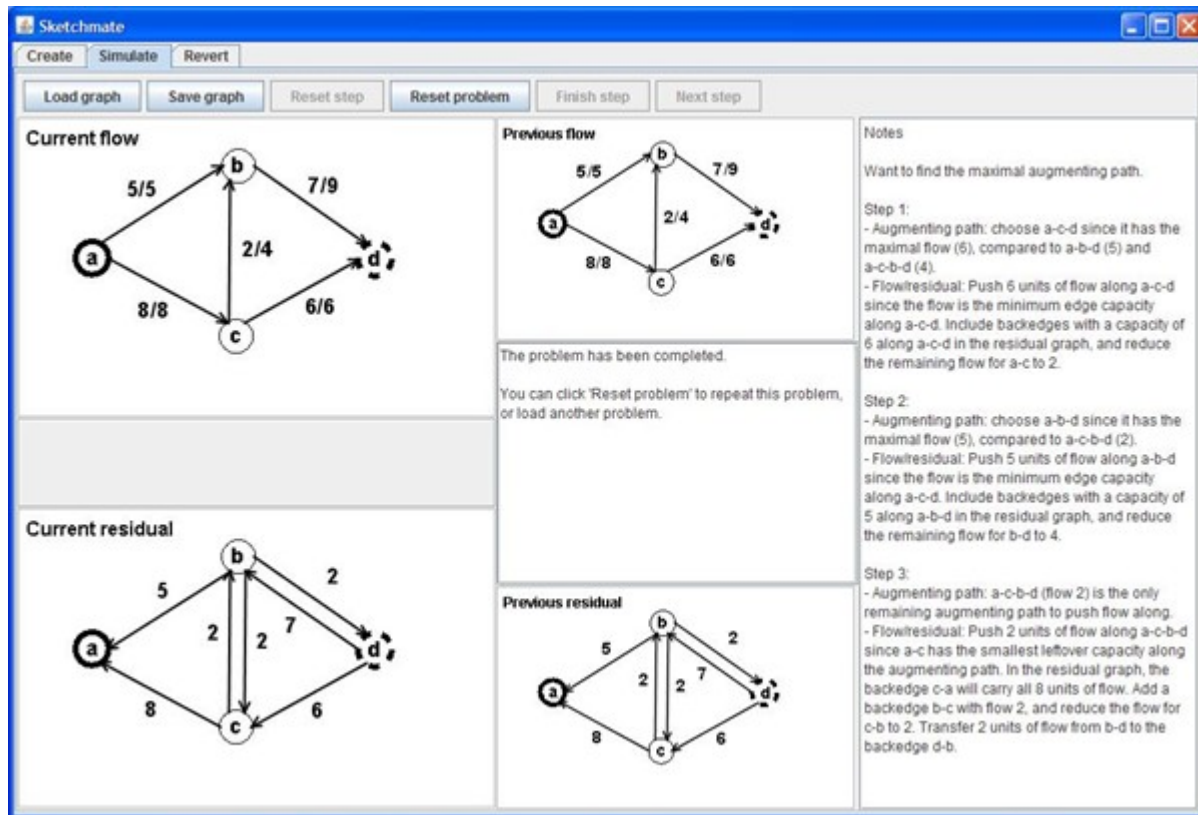 Sketchmate
Create Simulate Revert
Load graph Save graph Reset step Reset problem Finish step Next step
Current flow
b
5/5
7/9
a
2/4
d
8/8
6/6
c
Current residual
b
5
2
2
2
7
a
d
8
6
c
Previous flow
b
5/5
7/9
a
2/4
d
8/8
6/6
c
The problem has been completed.
You can click 'Reset problem' to repeat this problem,
or load another problem.
Previous residual
b
5
2
2
2
7
a
d
8
6
c
Notes
Want to find the maximal augmenting path.
Step 1:
- Augmenting path: choose a-c-d since it has the
maximal flow (6), compared to a-b-d (5) and
a-c-b-d (4).
- Flow/residual: Push 6 units of flow along a-c-d
since the flow is the minimum edge capacity
along a-c-d. Include backedges with a capacity of
6 along a-c-d in the residual graph, and reduce
the remaining flow for a-c to 2.
Step 2:
- Augmenting path: choose a-b-d since it has the
maximal flow (5), compared to a-c-b-d (2).
- Flow/residual: Push 5 units of flow along a-b-d
since the flow is the minimum edge capacity
along a-c-d. Include backedges with a capacity of
5 along a-b-d in the residual graph, and reduce
the remaining flow for b-d to 4.
Step 3:
- Augmenting path: a-c-b-d (flow 2) is the only
remaining augmenting path to push flow along.
- Flow/residual: Push 2 units of flow along a-c-b-d
since a-c has the smallest leftover capacity along
the augmenting path. In the residual graph, the
backedge c-a will carry all 8 units of flow. Add a
backedge b-c with flow 2, and reduce the flow for
c-b to 2. Transfer 2 units of flow from b-d to the
backedge d-b.